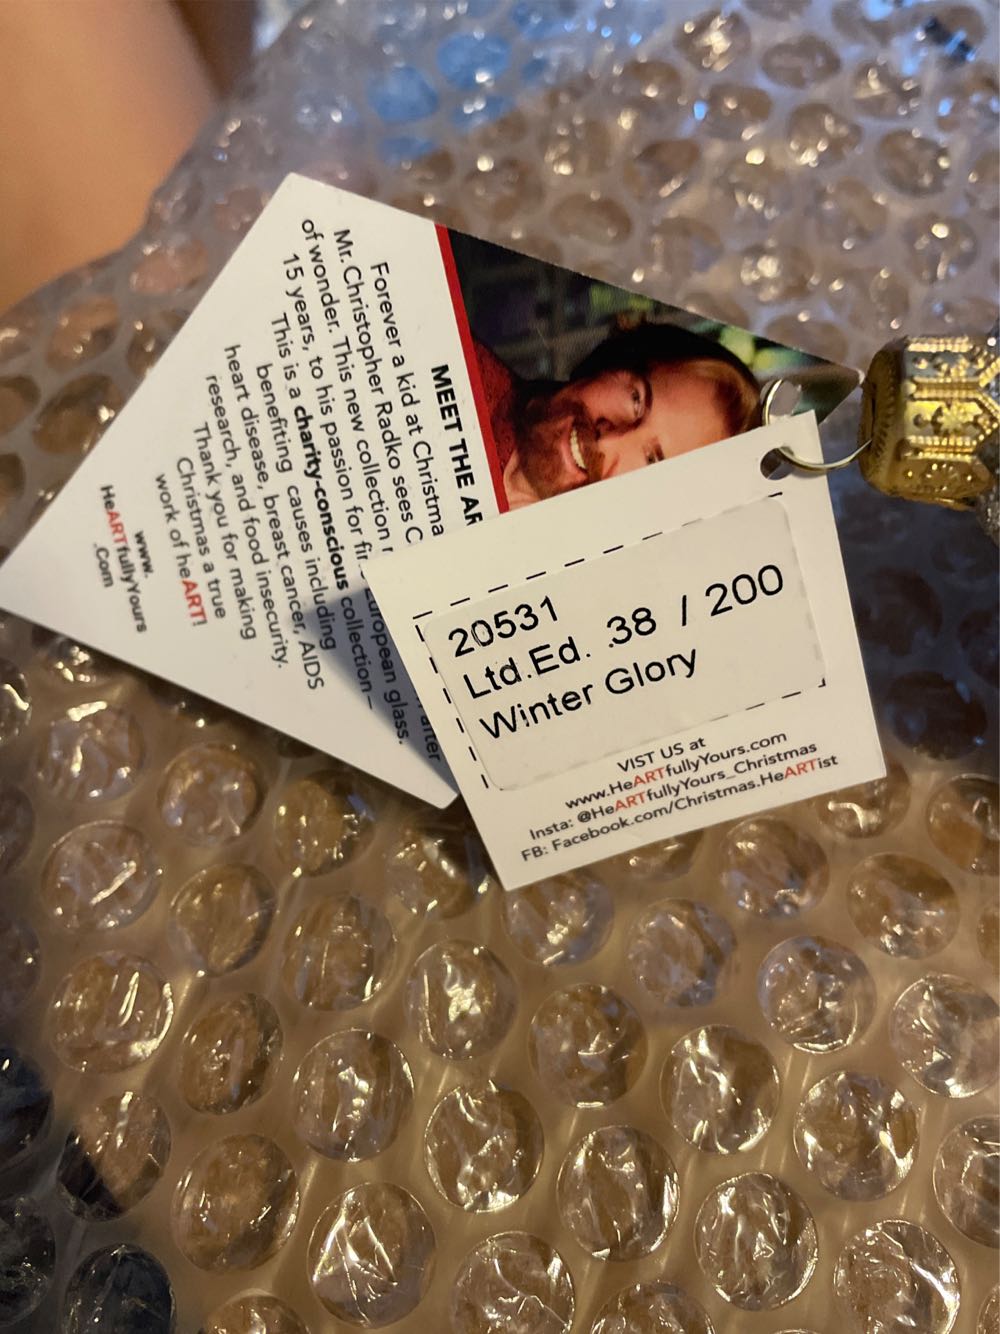 MEET THE AR
Forever a kid at Christma
Mr. Christopher Radko sees C
of wonder. This new collection r
15 years, to his passion for fi
This is a charity-conscious collection–
benefiting causes including
heart disease, breast cancer, AIDS
research, and food insecurity.
Thank you for making
Christmas a true
work of heART!
www.
HeARTfullyYours
.Com
after
European glass.
20531
Ltd.Ed. .38 / 200
Winter Glory
VIST US at
www.HeARTfullyYours.com
Insta: @HeARTfullyYours_Christmas
FB: Facebook.com/Christmas.HeARTist